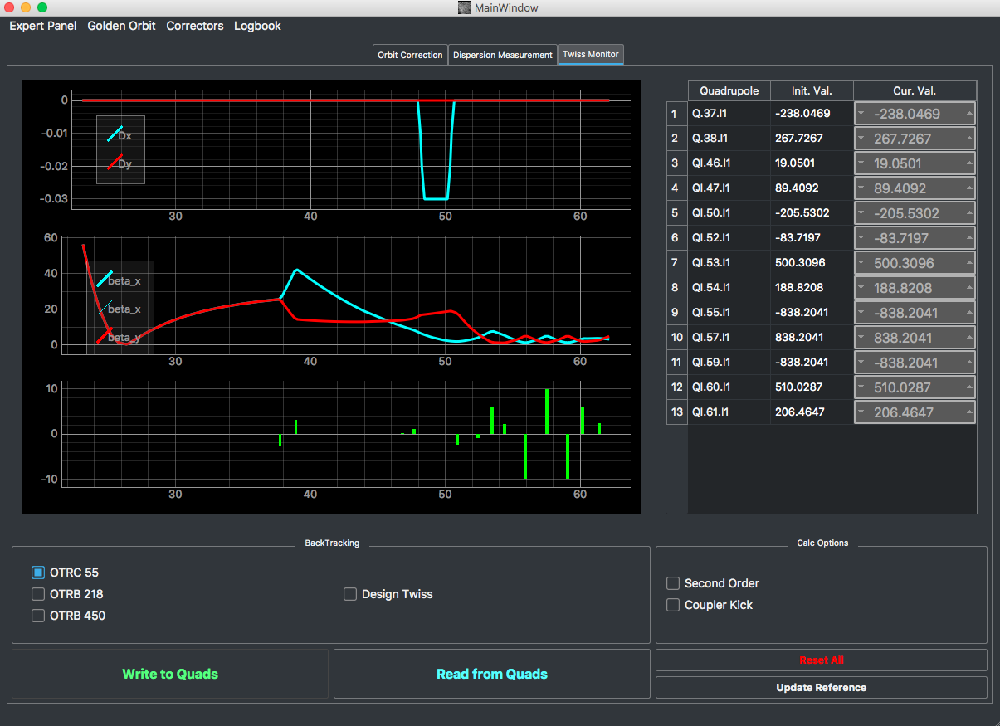 MainWindow
Expert Panel Golden Orbit Correctors Logbook
Orbit Correction Dispersion Measurement Twiss Monitor
0
-0.01
-0.02
-0.03
Dx
Dy
30 40 50 60
60
40
20
0
beta_x
beta_x
beta_y
30 40 50 60
10
0
-10
30 40 50 60
Quadrupole Init. Val. Cur. Val.
1 Q.37.I1 -238.0469 -238.0469
2 Q.38.I1 267.7267 267.7267
3 QI.46.I1 19.0501 19.0501
4 QI.47.I1 89.4092 89.4092
5 QI.50.I1 -205.5302 -205.5302
6 QI.52.I1 -83.7197 -83.7197
7 QI.53.I1 500.3096 500.3096
8 QI.54.I1 188.8208 188.8208
9 QI.55.I1 -838.2041 -838.2041
10 QI.57.I1 838.2041 838.2041
11 QI.59.I1 -838.2041 -838.2041
12 QI.60.I1 510.0287 510.0287
13 QI.61.I1 206.4647 206.4647
BackTracking
OTRC 55
OTRB 218
OTRB 450
Design Twiss
Calc Options
Second Order
Coupler Kick
Write to Quads
Read from Quads
Reset All
Update Reference